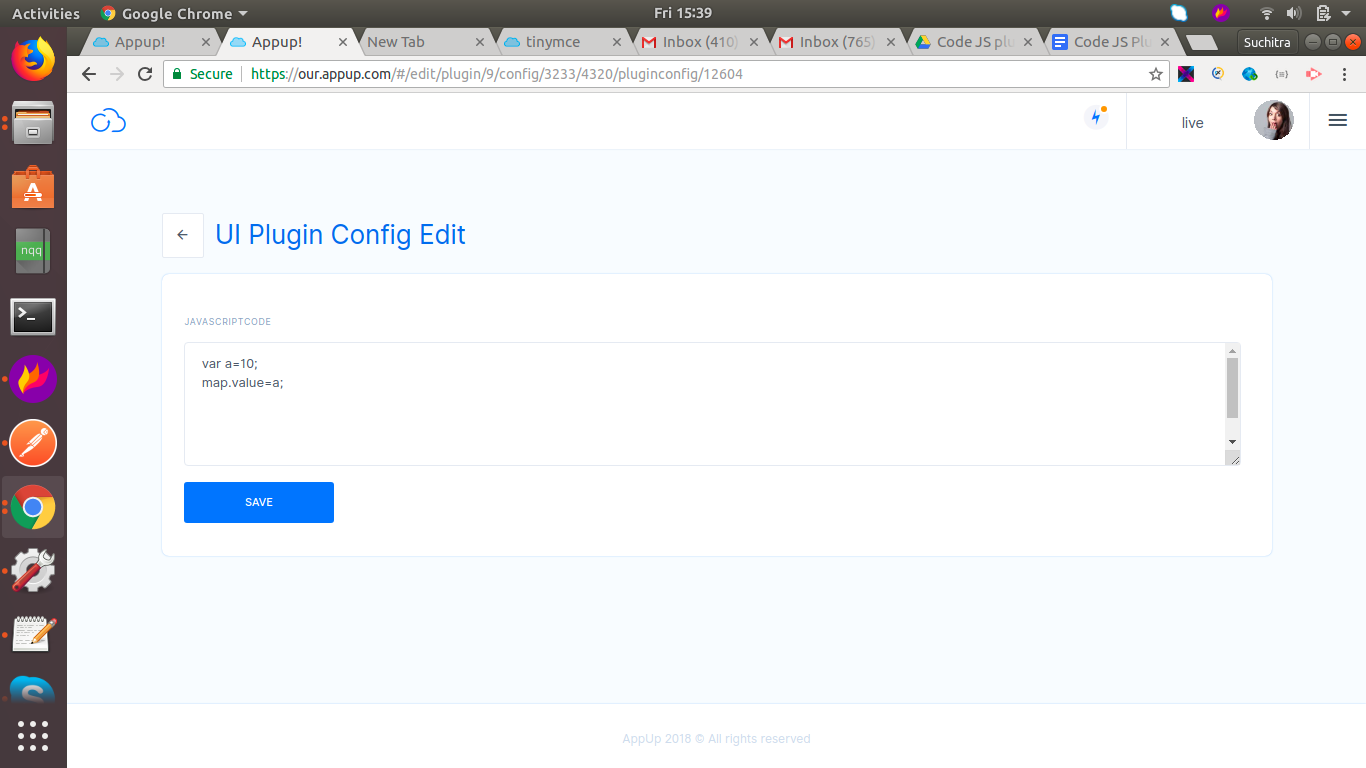 Activities Google Chrome Fri 15:39
Appup! Appup! New Tab tinymce Inbox (410) Inbox (765) Code JS plu Code JS Plu Suchitra
Secure https://our.appup.com/#/edit/plugin/9/config/3233/4320/pluginconfig/12604
live
nqq
UI Plugin Config Edit
JAVASCRIPTCODE
var a=10;
map.value=a;
SAVE
AppUp 2018 © All rights reserved